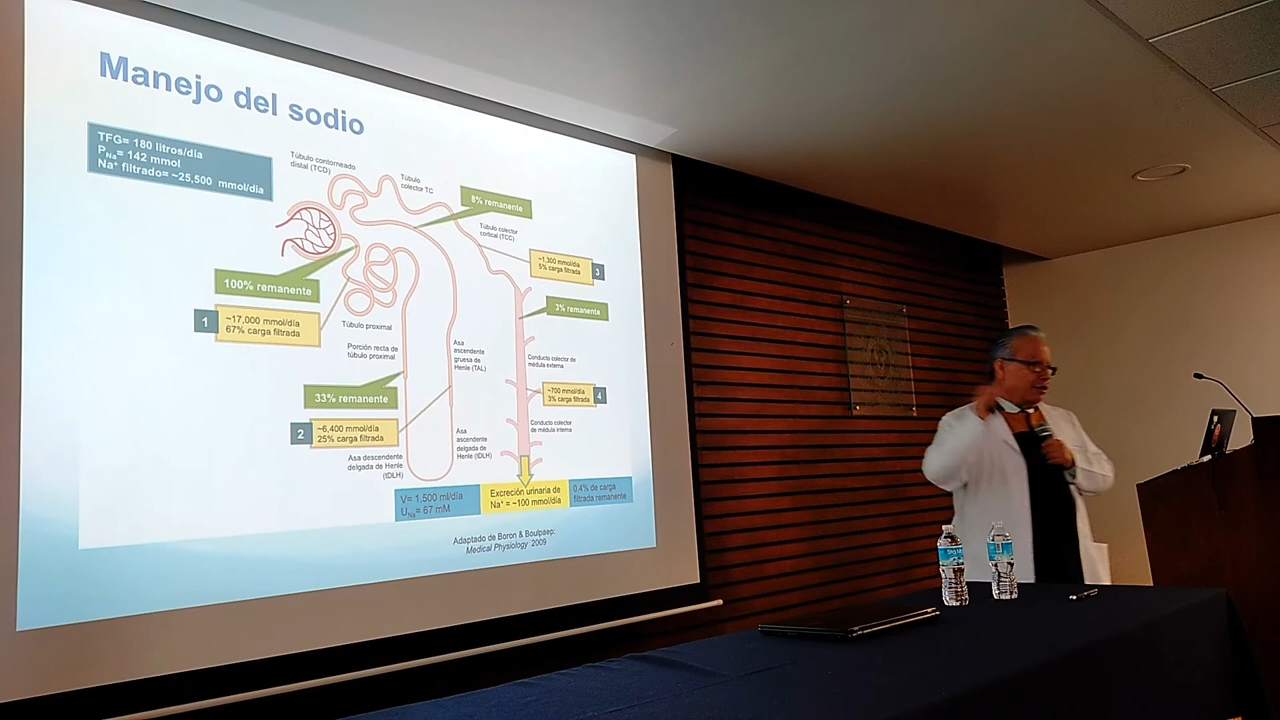 Manejo del sodio
TFG= 180 litros/día
PNa= 142 mmol
Na⁺ filtrado= ~25,500 mmol/día
Túbulo contorneado
distal (TCD)
Túbulo
colector TC
8% remanente
Túbulo colector
cortical (TCC)
~1,300 mmol/día
5% carga filtrada
3
100% remanente
3% remanente
1
~17,000 mmol/día
67% carga filtrada
Túbulo proximal
Porción recta de
túbulo proximal
Asa
ascendente
gruesa de
Henle (TAL)
Conducto colector de
médula externa
33% remanente
~700 mmol/día
3% carga filtrada
4
2
~6,400 mmol/día
25% carga filtrada
Conducto colector
de médula interna
Asa
ascendente
delgada de
Henle (tDLH)
Asa descendente
delgada de Henle
(tDLH)
V= 1,500 ml/día
UNa= 67 mM
Excreción urinaria de
Na⁺ = ~100 mmol/día
0.4% de carga
filtrada remanente
Adaptado de Boron & Boulpaep:
Medical Physiology 2009